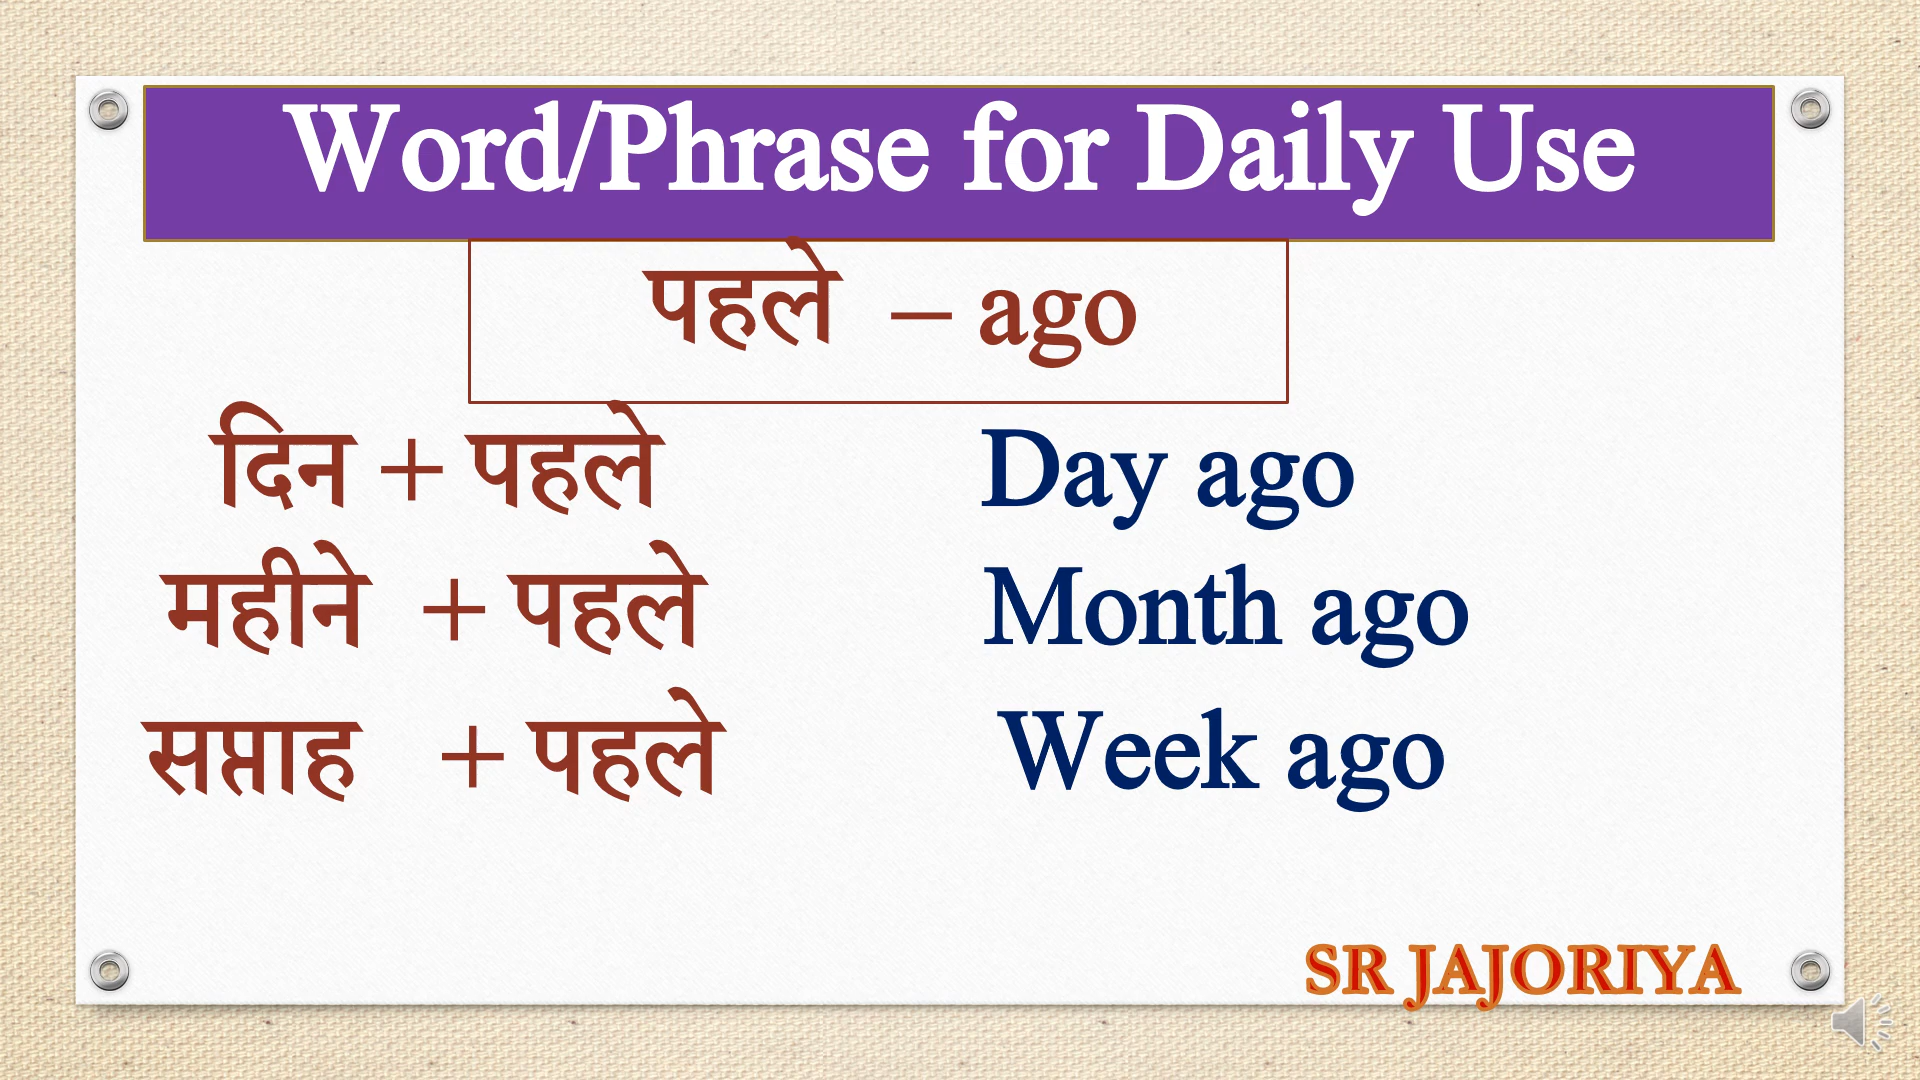 Word/Phrase for Daily Use
पहले – ago
दिन + पहले Day ago
महीने + पहले Month ago
सप्ताह + पहले Week ago
SR JAJORIYA